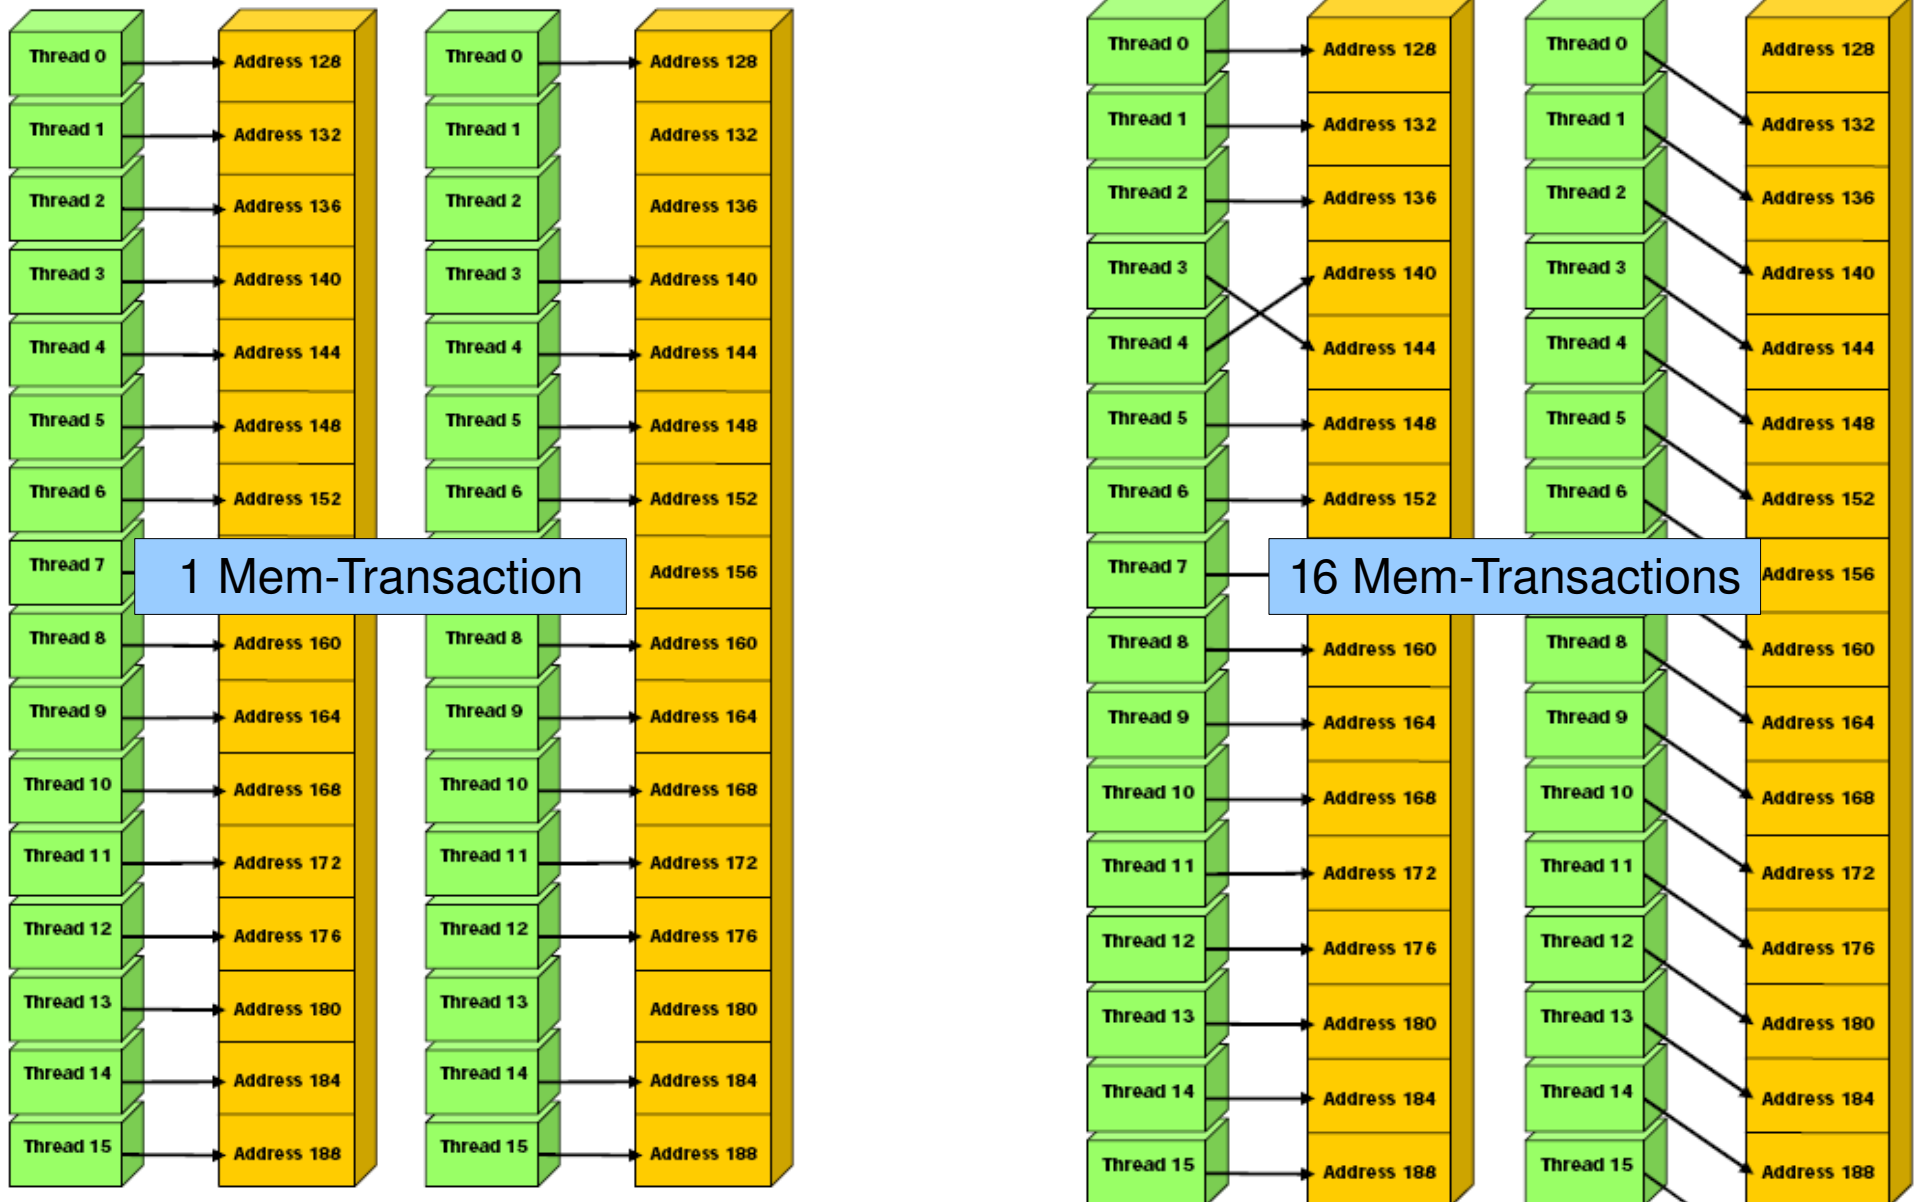 Thread 0
Thread 1
Thread 2
Thread 3
Thread 4
Thread 5
Thread 6
Thread 7
Thread 8
Thread 9
Thread 10
Thread 11
Thread 12
Thread 13
Thread 14
Thread 15
Address 128
Address 132
Address 136
Address 140
Address 144
Address 148
Address 152
Address 160
Address 164
Address 168
Address 172
Address 176
Address 180
Address 184
Address 188
1 Mem-Transaction
Thread 0
Thread 1
Thread 2
Thread 3
Thread 4
Thread 5
Thread 6
Thread 8
Thread 9
Thread 10
Thread 11
Thread 12
Thread 13
Thread 14
Thread 15
Address 128
Address 132
Address 136
Address 140
Address 144
Address 148
Address 152
Address 156
Address 160
Address 164
Address 168
Address 172
Address 176
Address 180
Address 184
Address 188
Thread 0
Thread 1
Thread 2
Thread 3
Thread 4
Thread 5
Thread 6
Thread 7
Thread 8
Thread 9
Thread 10
Thread 11
Thread 12
Thread 13
Thread 14
Thread 15
Address 128
Address 132
Address 136
Address 140
Address 144
Address 148
Address 152
Address 160
Address 164
Address 168
Address 172
Address 176
Address 180
Address 184
Address 188
16 Mem-Transactions
Thread 0
Thread 1
Thread 2
Thread 3
Thread 4
Thread 5
Thread 6
Thread 8
Thread 9
Thread 10
Thread 11
Thread 12
Thread 13
Thread 14
Thread 15
Address 128
Address 132
Address 136
Address 140
Address 144
Address 148
Address 152
Address 156
Address 160
Address 164
Address 168
Address 172
Address 176
Address 180
Address 184
Address 188